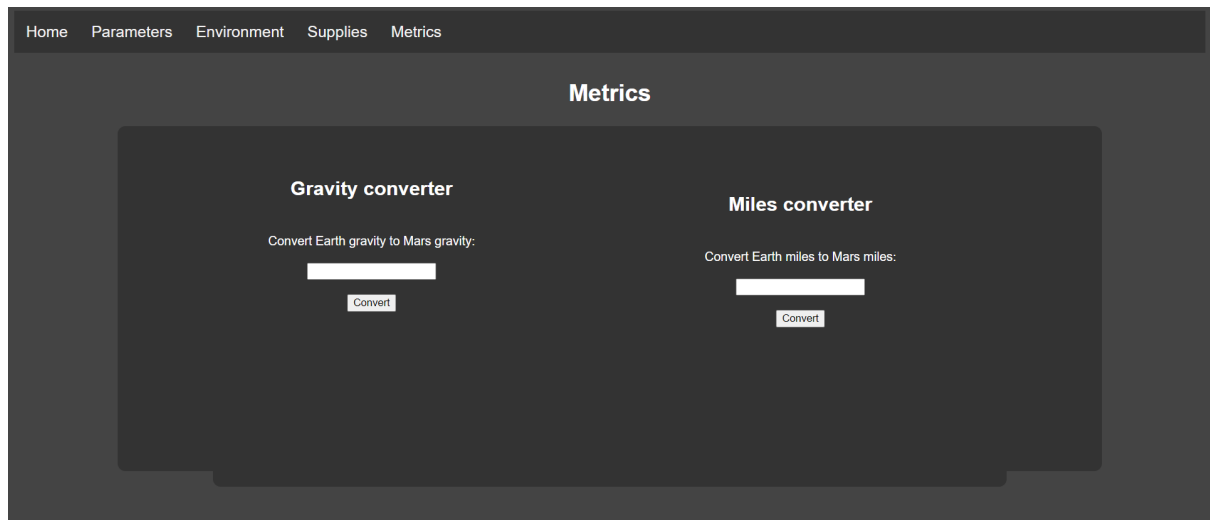 Home Parameters Environment Supplies Metrics
Metrics
Gravity converter
Convert Earth gravity to Mars gravity:
Convert
Miles converter
Convert Earth miles to Mars miles:
Convert